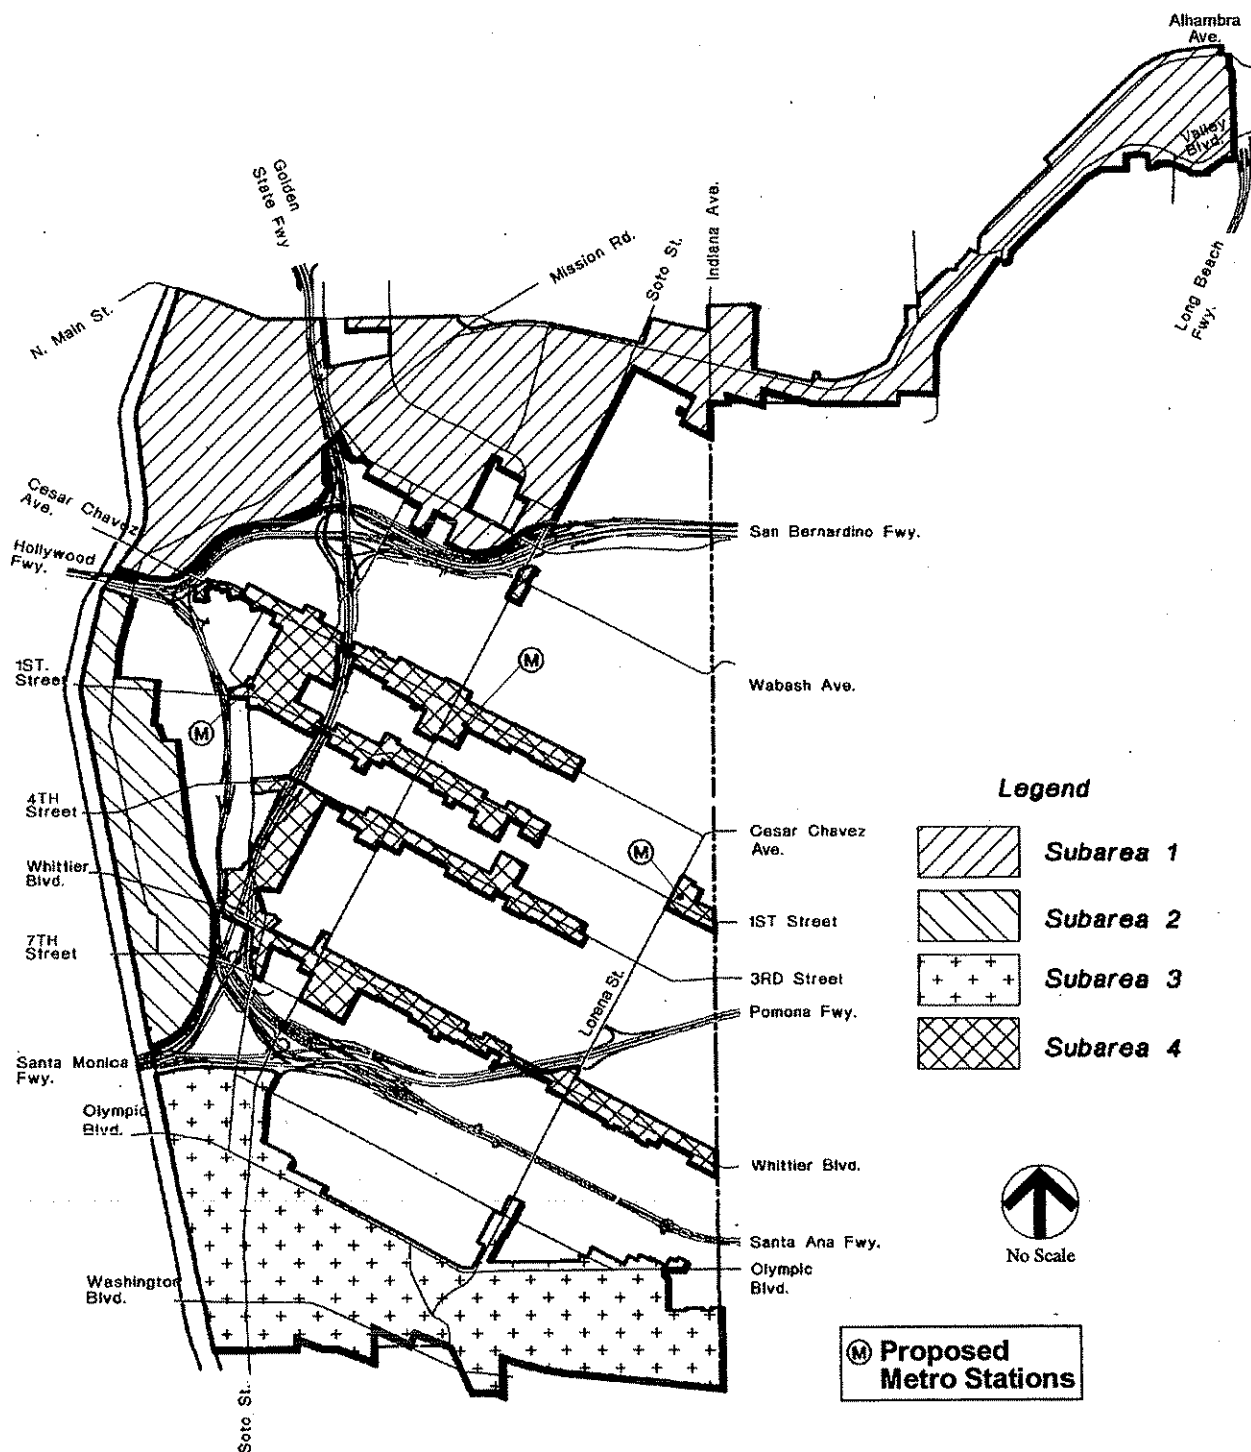 Alhambra
Ave.
Valley
Blvd.
Golden
State Fwy
Mission Rd.
Soto St.
Indiana Ave.
Long Beach
Fwy.
N. Main St.
Cesar Chavez
Ave.
Hollywood
Fwy.
San Bernardino Fwy.
1ST.
Street
M
M
Wabash Ave.
4TH
Street
Legend
Cesar Chavez
Ave.
Subarea 1
M
Whittier
Blvd.
1ST Street
Subarea 2
7TH
Street
3RD Street
Subarea 3
Lorena St.
Pomona Fwy.
Subarea 4
Santa Monica
Fwy.
Olympic
Blvd.
Whittier Blvd.
No Scale
Santa Ana Fwy.
Olympic
Blvd.
Washington
Blvd.
M Proposed
Metro Stations
Soto St.